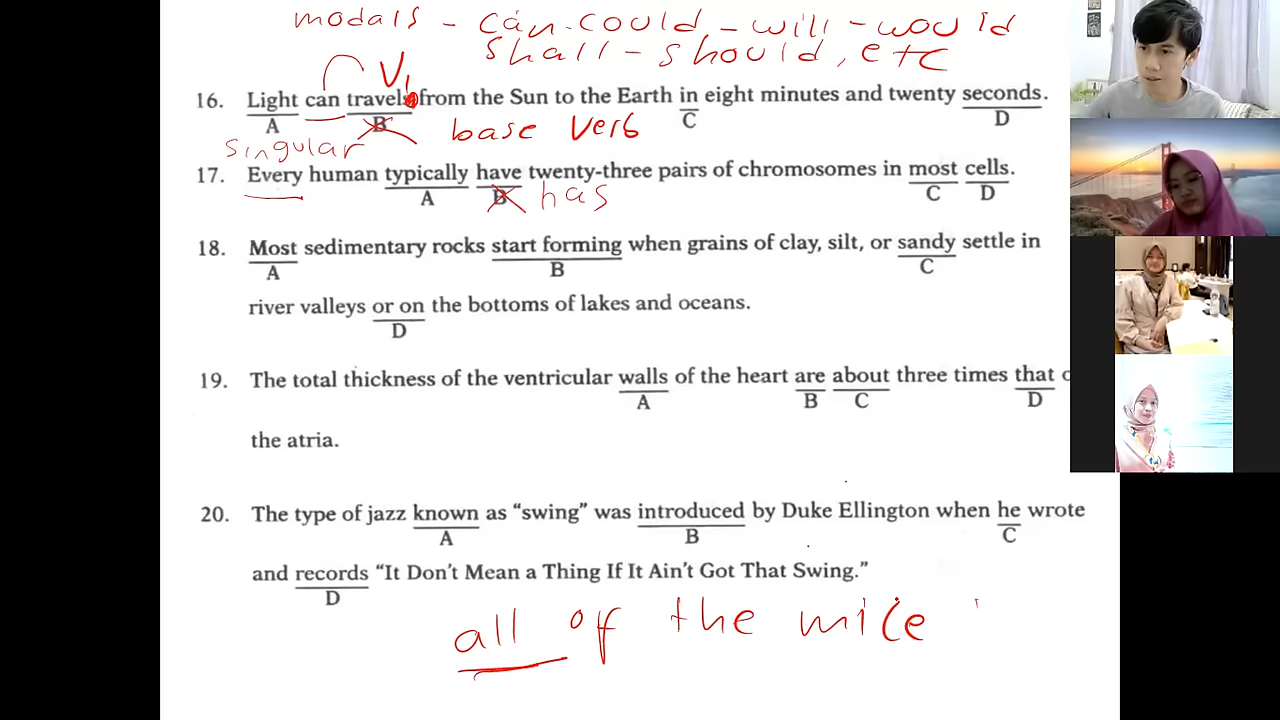 modals - can - could - will - would
shall - should, etc
V1
16. Light can travels from the Sun to the Earth in eight minutes and twenty seconds.
A B C D
base Verb
singular
17. Every human typically have twenty-three pairs of chromosomes in most cells.
A B has C D
18. Most sedimentary rocks start forming when grains of clay, silt, or sandy settle in
A B C
river valleys or on the bottoms of lakes and oceans.
D
19. The total thickness of the ventricular walls of the heart are about three times that
A B C D
the atria.
20. The type of jazz known as “swing” was introduced by Duke Ellington when he wrote
A B C
and records “It Don't Mean a Thing If It Ain't Got That Swing.”
D
all of the mice